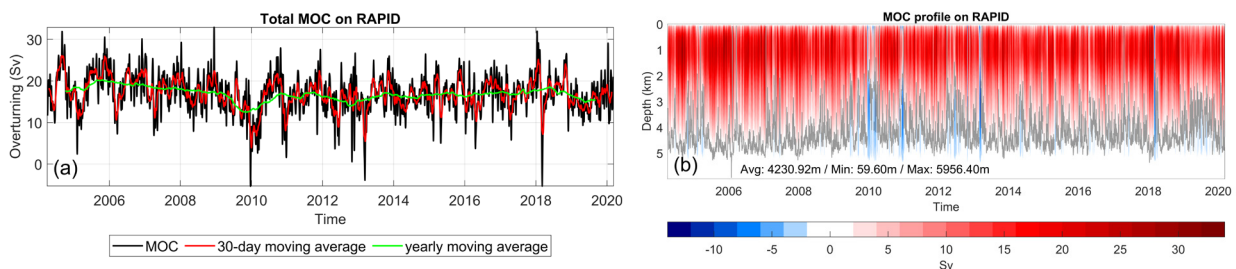 Total MOC on RAPID
Overturning (Sv)
30
20
10
0
(a)
2006 2008 2010 2012 2014 2016 2018 2020
Time
MOC 30-day moving average yearly moving average
MOC profile on RAPID
Depth (km)
0
1
2
3
4
5
(b)
Avg: 4230.92m / Min: 59.60m / Max: 5956.40m
2006 2008 2010 2012 2014 2016 2018 2020
Time
-10 -5 0 5 10 15 20 25 30
Sv